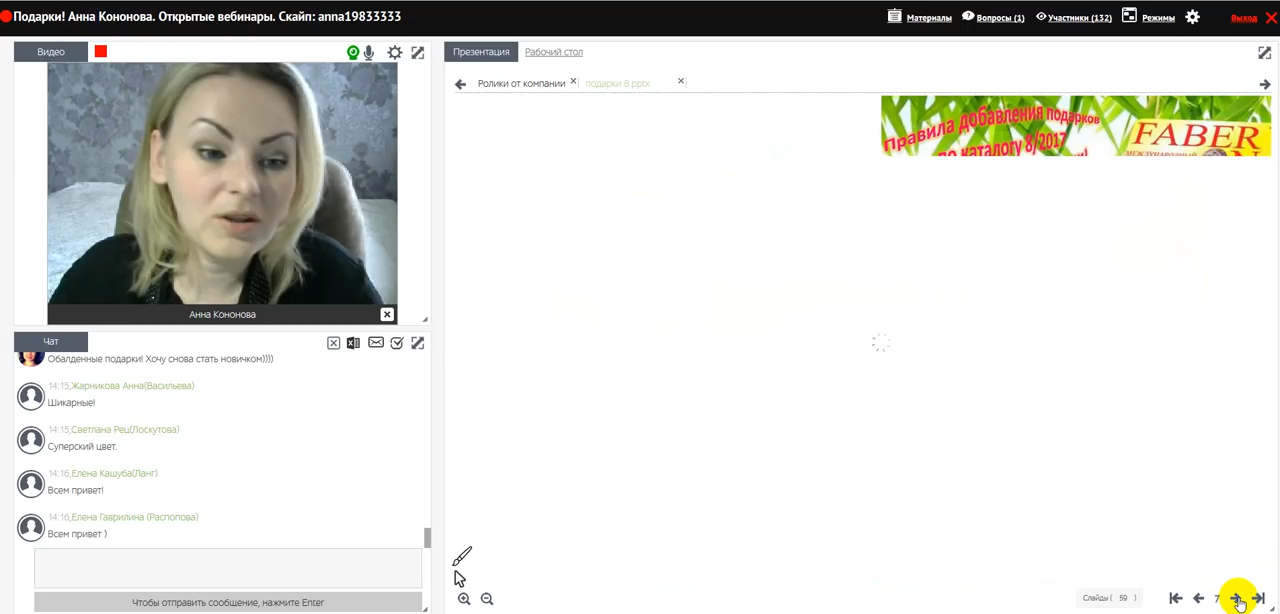 Подарки! Анна Кононова. Открытые вебинары. Скайп: anna19833333
Материалы
Вопросы (1)
Участники (132)
Режимы
Выход
Видео
Анна Кононова
Чат
Обалденные подарки! Хочу снова стать новичком))))
14:15,Жарникова Анна(Васильева)
Шикарные!
14:15,Светлана Рец(Лоскутова)
Суперский цвет.
14:16,Елена Кашуба(Ланг)
Всем привет!
14:16,Елена Гаврилина (Распопова)
Всем привет )
Чтобы отправить сообщение, нажмите Enter
Презентация
Рабочий стол
Ролики от компании
подарки 8.pptx
Правила добавления подарков
по каталогу 8/2017
FABER
МЕЖДУНАРОДНЫЙ
Слайды ( 59 )
7